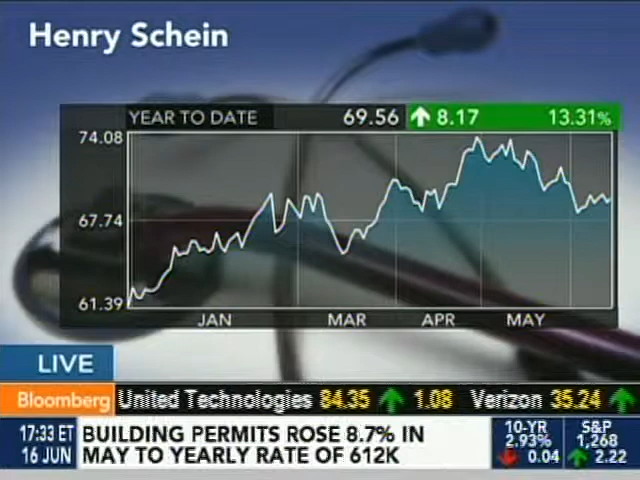 Henry Schein
YEAR TO DATE 69.56 8.17 13.31%
74.08
67.74
61.39
JAN MAR APR MAY
LIVE
Bloomberg United Technologies 84.35 1.08 Verizon 35.24
17:33 ET
16 JUN
BUILDING PERMITS ROSE 8.7% IN
MAY TO YEARLY RATE OF 612K
10-YR
2.93%
0.04
S&P
1,268
2.22